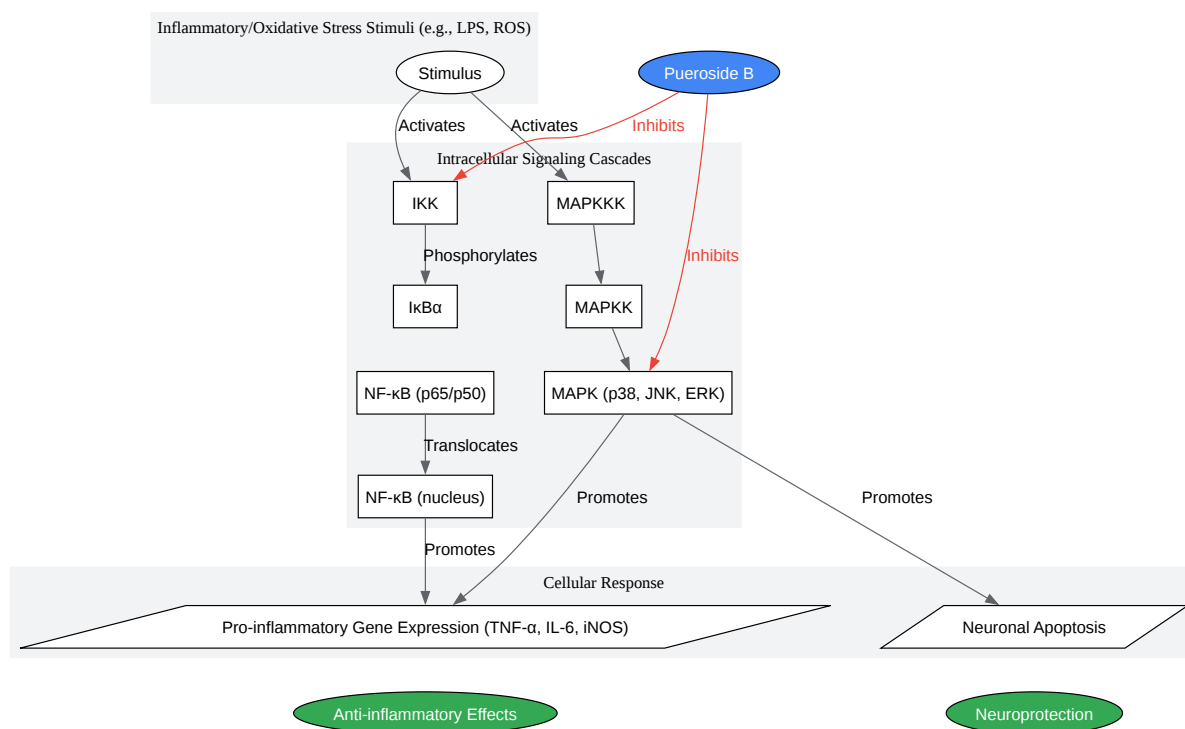 Inflammatory/Oxidative Stress Stimuli (e.g., LPS, ROS)
Stimulus
Pueroside B
Activates
Activates
Inhibits
Intracellular Signaling Cascades
IKK
MAPKKK
Phosphorylates
Inhibits
IκBα
MAPKK
NF-κB (p65/p50)
MAPK (p38, JNK, ERK)
Translocates
NF-κB (nucleus)
Promotes
Promotes
Promotes
Cellular Response
Pro-inflammatory Gene Expression (TNF-α, IL-6, iNOS)
Neuronal Apoptosis
Anti-inflammatory Effects
Neuroprotection